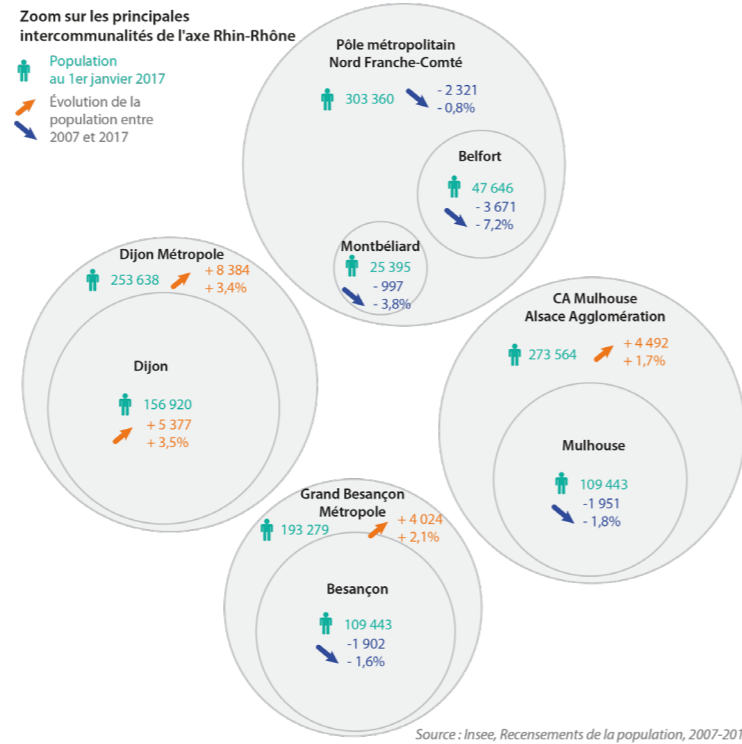 Zoom sur les principales
intercommunalités de l'axe Rhin-Rhône
Population
au 1er janvier 2017
Évolution de la
population entre
2007 et 2017
Pôle métropolitain
Nord Franche-Comté
303 360
- 2 321
- 0,8%
Belfort
47 646
- 3 671
- 7,2%
Montbéliard
25 395
- 997
- 3,8%
Dijon Métropole
253 638
+ 8 384
+ 3,4%
Dijon
156 920
+ 5 377
+ 3,5%
CA Mulhouse
Alsace Agglomération
273 564
+ 4 492
+ 1,7%
Mulhouse
109 443
-1 951
- 1,8%
Grand Besançon
Métropole
193 279
+ 4 024
+ 2,1%
Besançon
109 443
-1 902
- 1,6%
Source : Insee, Recensements de la population, 2007-201